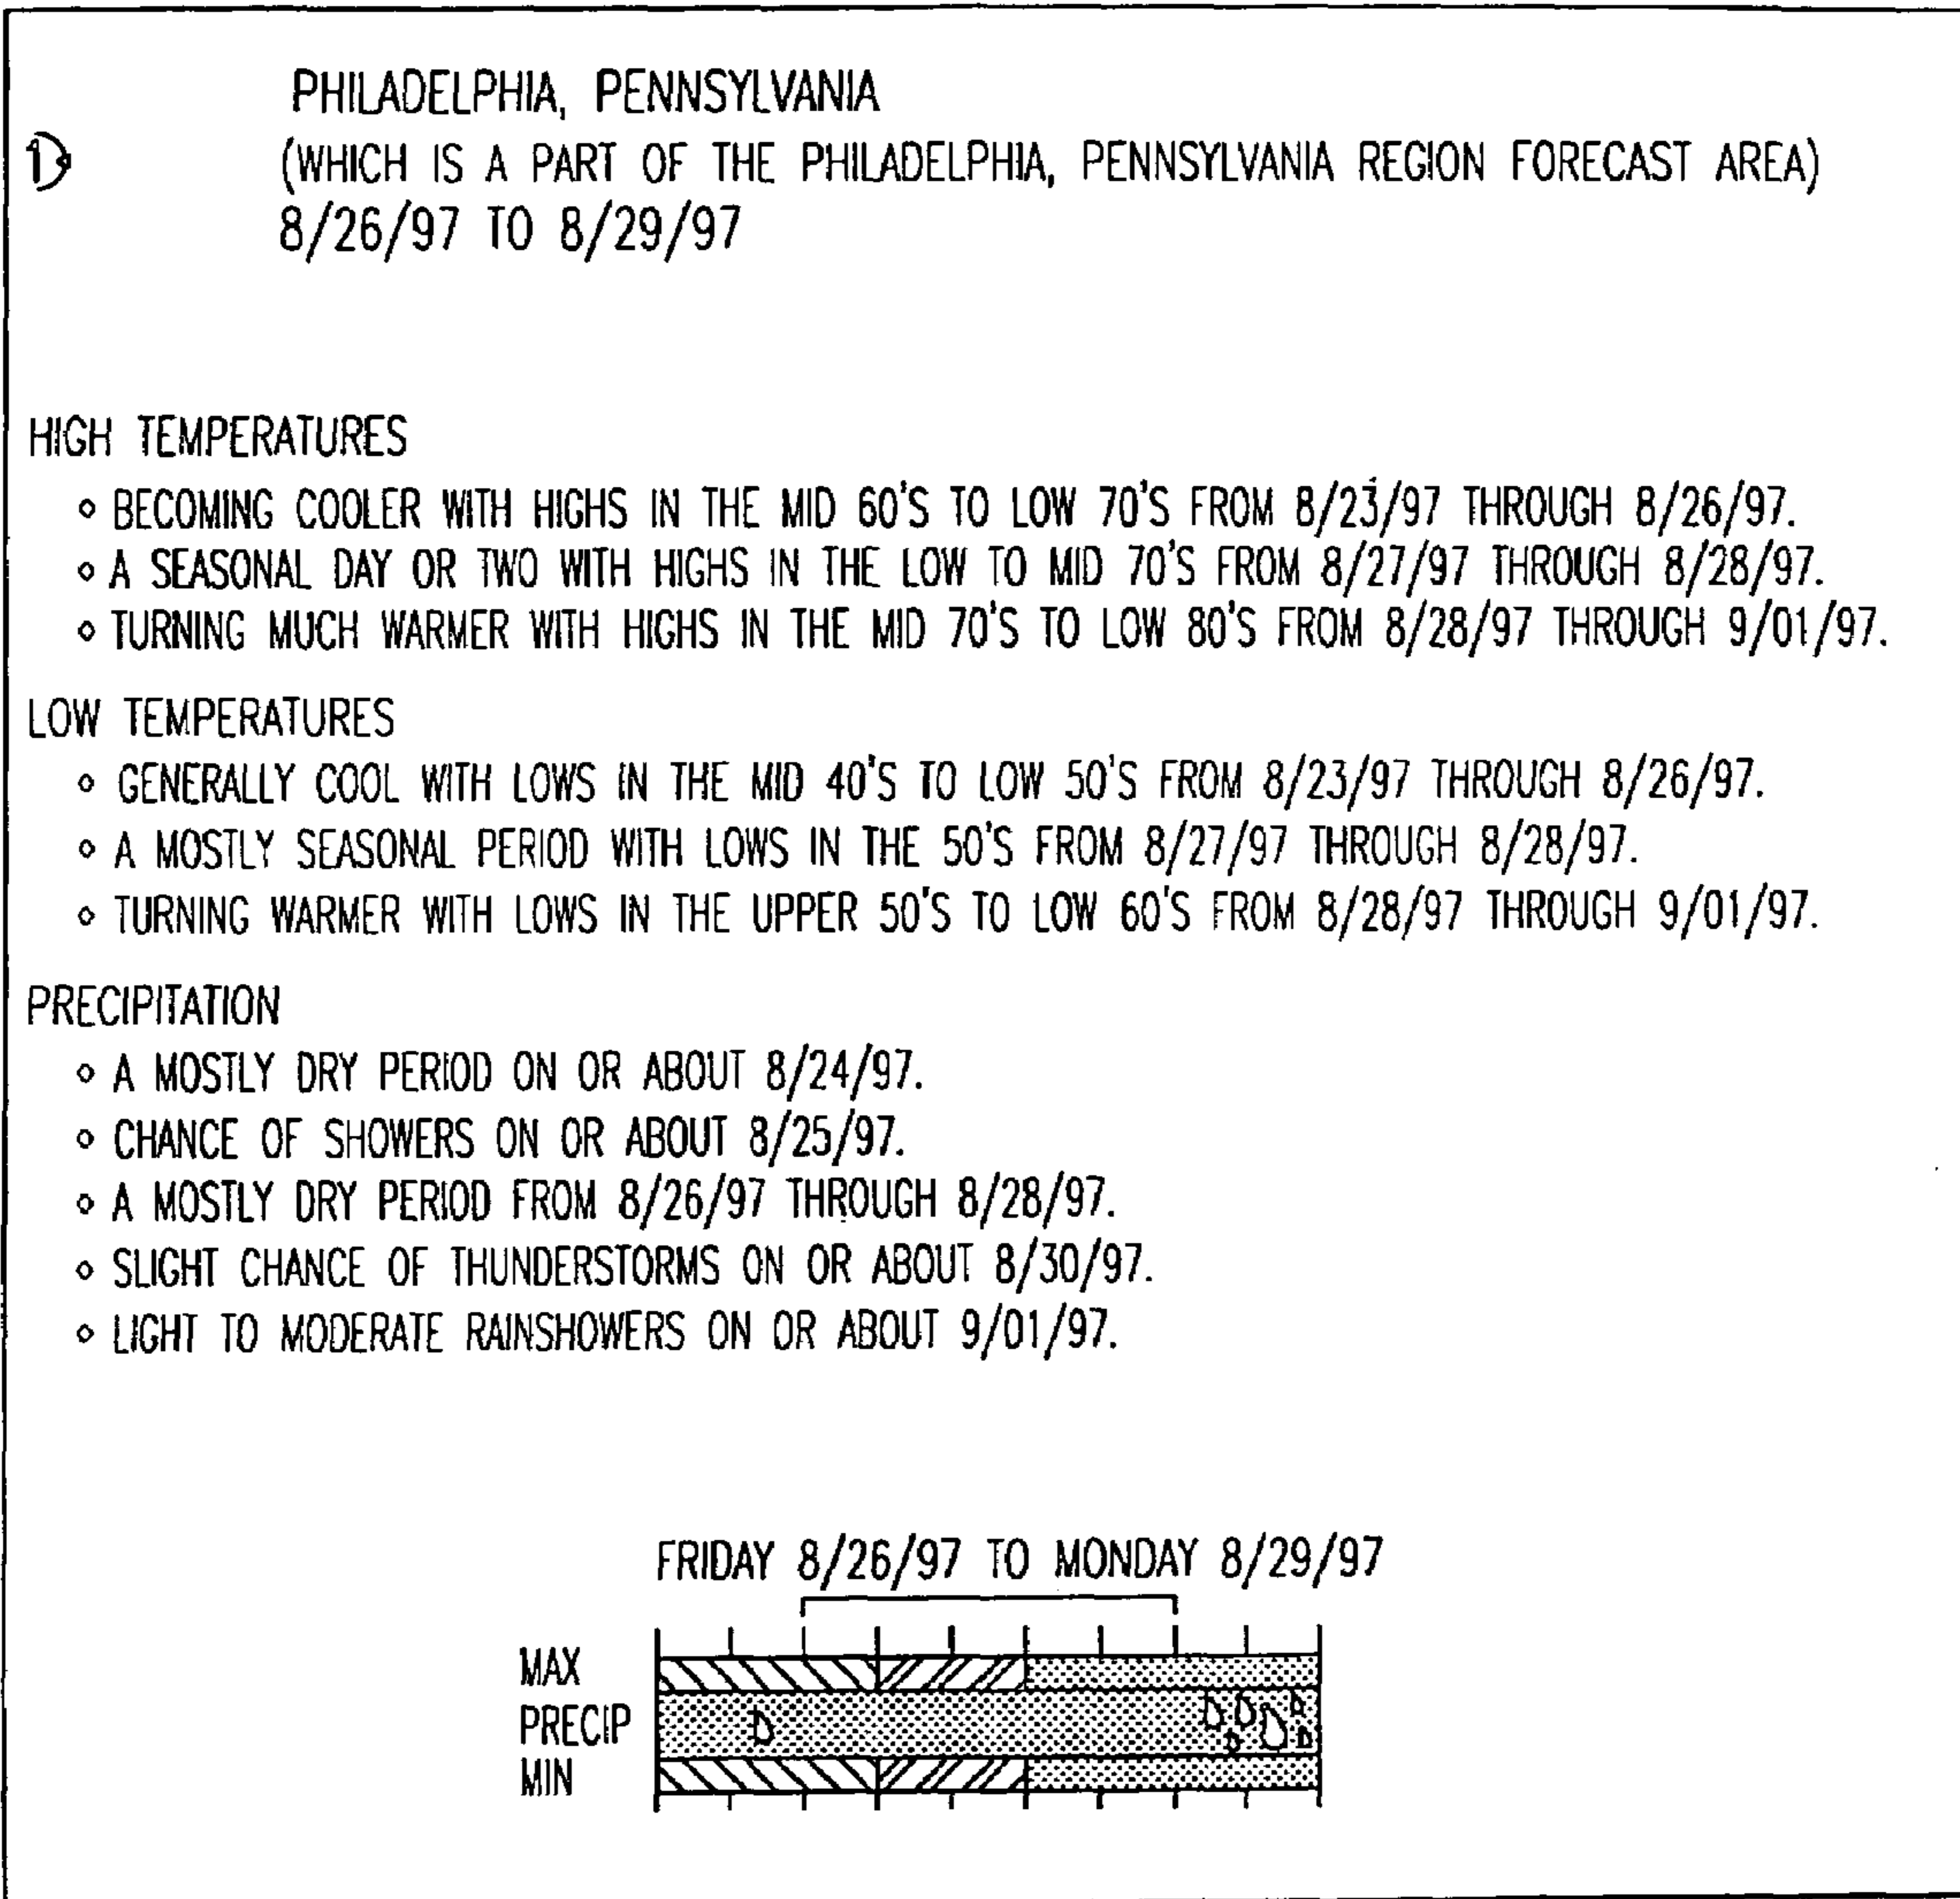 PHILADELPHIA, PENNSYLVANIA
(WHICH IS A PART OF THE PHILADELPHIA, PENNSYLVANIA REGION FORECAST AREA)
8/26/97 TO 8/29/97
HIGH TEMPERATURES
◦ BECOMING COOLER WITH HIGHS IN THE MID 60'S TO LOW 70'S FROM 8/23/97 THROUGH 8/26/97.
◦ A SEASONAL DAY OR TWO WITH HIGHS IN THE LOW TO MID 70'S FROM 8/27/97 THROUGH 8/28/97.
◦ TURNING MUCH WARMER WITH HIGHS IN THE MID 70'S TO LOW 80'S FROM 8/28/97 THROUGH 9/01/97.
LOW TEMPERATURES
◦ GENERALLY COOL WITH LOWS IN THE MID 40'S TO LOW 50'S FROM 8/23/97 THROUGH 8/26/97.
◦ A MOSTLY SEASONAL PERIOD WITH LOWS IN THE 50'S FROM 8/27/97 THROUGH 8/28/97.
◦ TURNING WARMER WITH LOWS IN THE UPPER 50'S TO LOW 60'S FROM 8/28/97 THROUGH 9/01/97.
PRECIPITATION
◦ A MOSTLY DRY PERIOD ON OR ABOUT 8/24/97.
◦ CHANCE OF SHOWERS ON OR ABOUT 8/25/97.
◦ A MOSTLY DRY PERIOD FROM 8/26/97 THROUGH 8/28/97.
◦ SLIGHT CHANCE OF THUNDERSTORMS ON OR ABOUT 8/30/97.
◦ LIGHT TO MODERATE RAINSHOWERS ON OR ABOUT 9/01/97.
FRIDAY 8/26/97 TO MONDAY 8/29/97
MAX
PRECIP
MIN